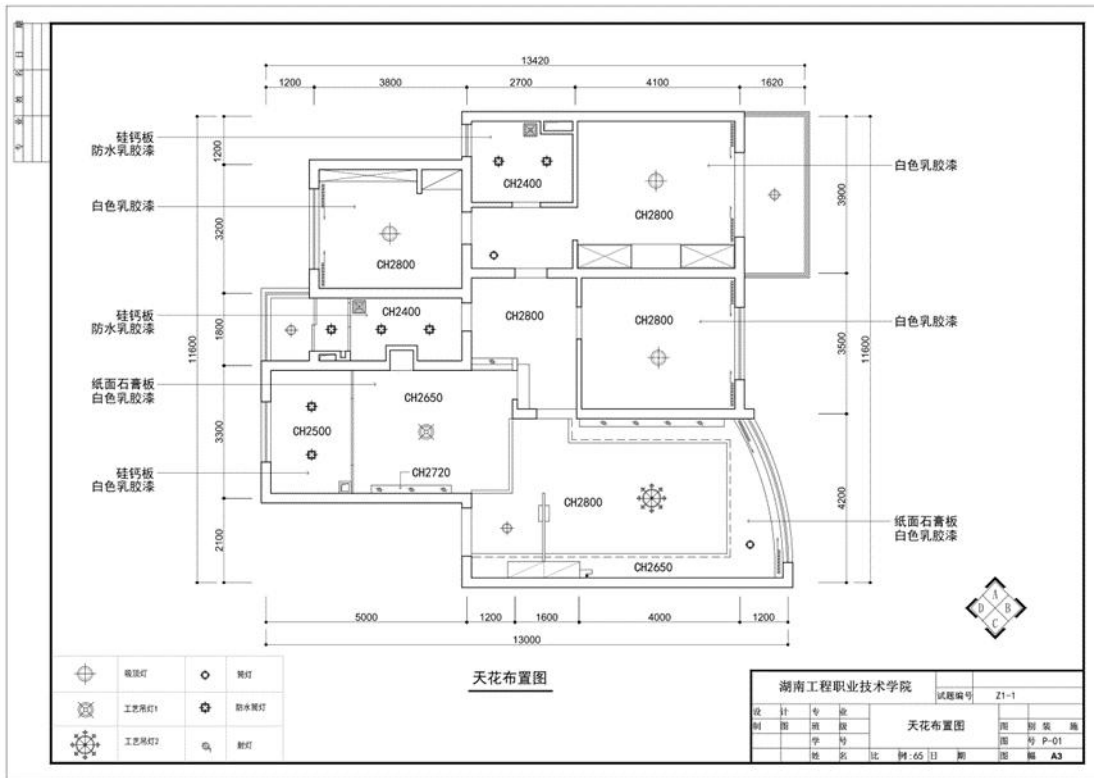 13420
1200 3800 2700 4100 1620
硅钙板
防水乳胶漆
白色乳胶漆
CH2400
CH2800
白色乳胶漆
CH2800
1200
3200
1800
3300
2100
11600
3900
3500
4200
11600
硅钙板
防水乳胶漆
CH2400
CH2800
CH2800
白色乳胶漆
纸面石膏板
白色乳胶漆
CH2650
CH2500
CH2720
硅钙板
白色乳胶漆
CH2800
CH2650
纸面石膏板
白色乳胶漆
A
D B
C
5000 1200 1600 4000 1200
13000
天花布置图
吸顶灯 筒灯
工艺吊灯1 防水筒灯
工艺吊灯2 射灯
湖南工程职业技术学院 试题编号 Z1-1
设 计 专 业 天花布置图 图 别 装 施
制 图 班 级 图 号 P-01
学 号
姓 名 比 例:65 日 期 图 幅 A3